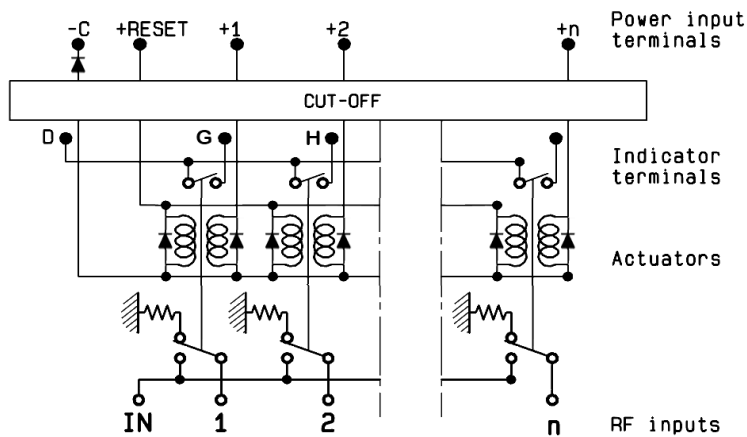 -C +RESET +1 +2 +n
Power input
terminals
CUT-OFF
D G H
Indicator
terminals
Actuators
IN 1 2 n
RF inputs